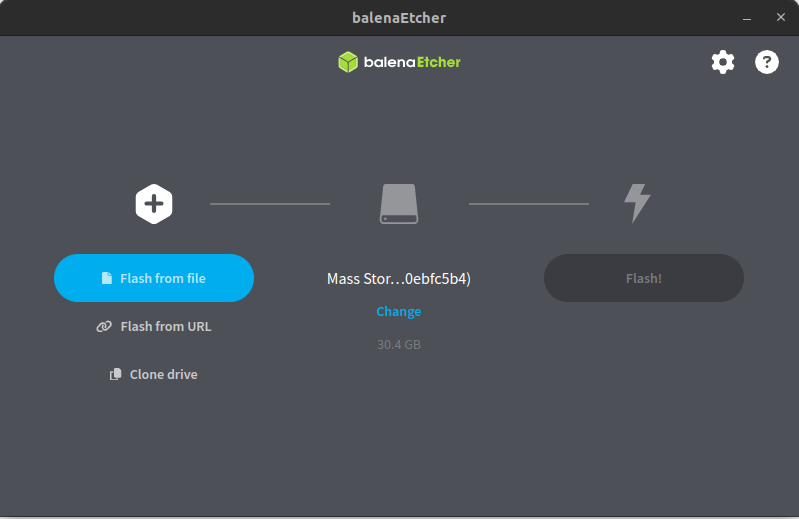 balenaEtcher
balenaEtcher
Flash from file
Flash from URL
Clone drive
Mass Stor...0ebfc5b4)
Change
30.4 GB
Flash!